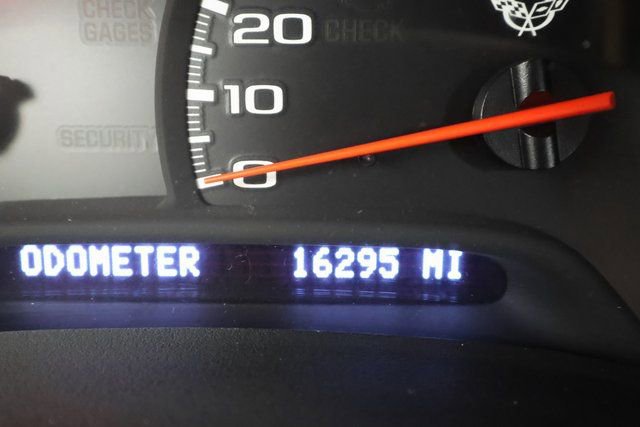 CHECK
GAGES
20
CHECK
10
SECURITY
0
ODOMETER 16295 MI